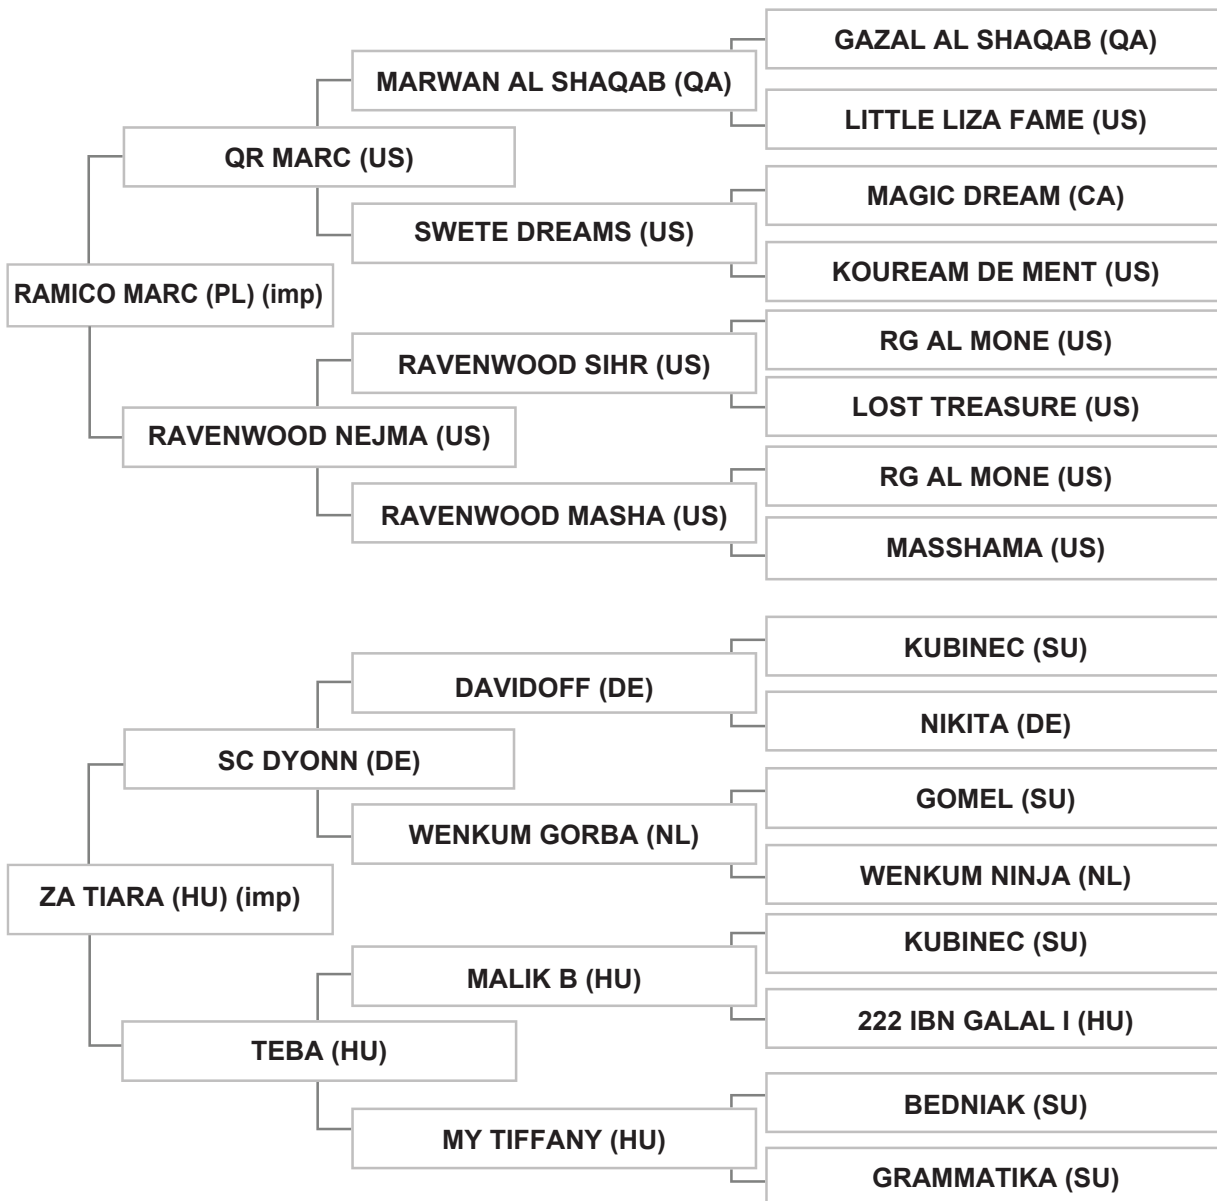 GAZAL AL SHAQAB (QA)
MARWAN AL SHAQAB (QA)
LITTLE LIZA FAME (US)
QR MARC (US)
MAGIC DREAM (CA)
SWETE DREAMS (US)
KOUREAM DE MENT (US)
RAMICO MARC (PL) (imp)
RG AL MONE (US)
RAVENWOOD SIHR (US)
LOST TREASURE (US)
RAVENWOOD NEJMA (US)
RG AL MONE (US)
RAVENWOOD MASHA (US)
MASSHAMA (US)
KUBINEC (SU)
DAVIDOFF (DE)
NIKITA (DE)
SC DYONN (DE)
GOMEL (SU)
WENKUM GORBA (NL)
WENKUM NINJA (NL)
ZA TIARA (HU) (imp)
KUBINEC (SU)
MALIK B (HU)
222 IBN GALAL I (HU)
TEBA (HU)
BEDNIAK (SU)
MY TIFFANY (HU)
GRAMMATIKA (SU)